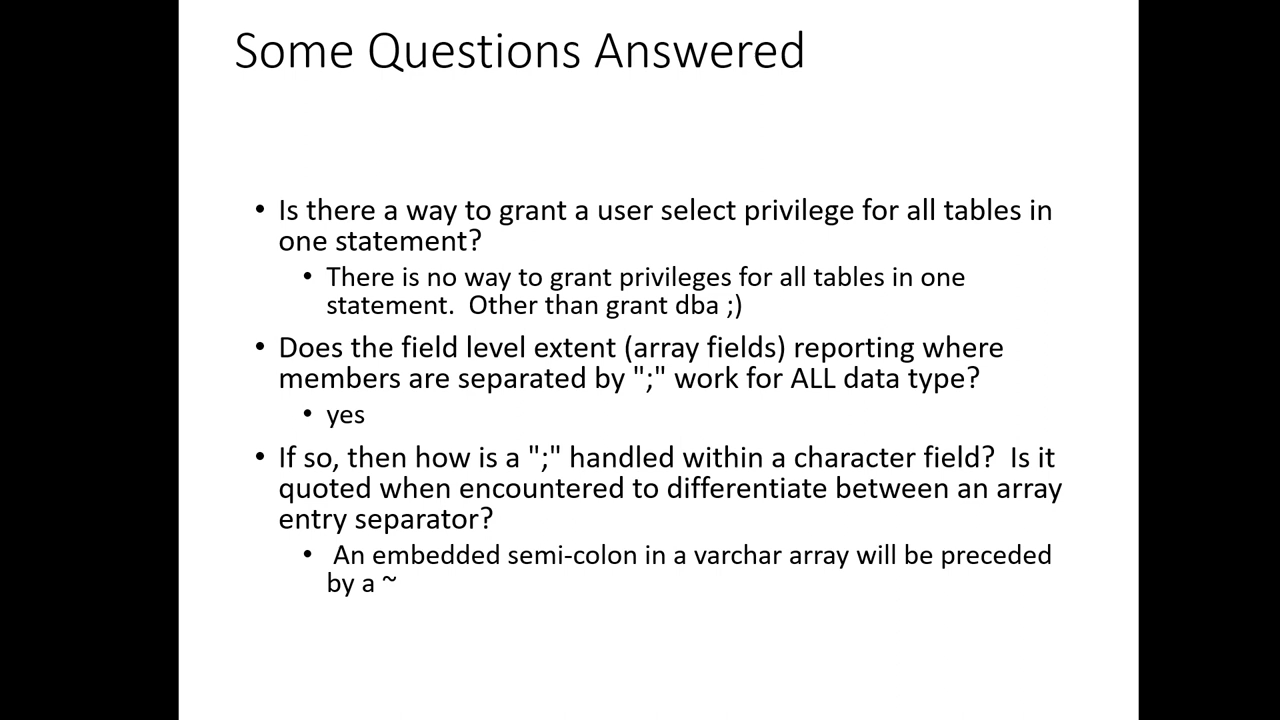 Some Questions Answered
• Is there a way to grant a user select privilege for all tables in
one statement?
• There is no way to grant privileges for all tables in one
statement.  Other than grant dba ;)
• Does the field level extent (array fields) reporting where
members are separated by ";" work for ALL data type?
• yes
• If so, then how is a ";" handled within a character field?  Is it
quoted when encountered to differentiate between an array
entry separator?
• An embedded semi-colon in a varchar array will be preceded
by a ~